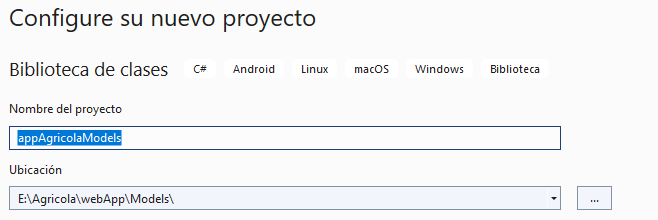 Configure su nuevo proyecto
Biblioteca de clases C# Android Linux macOS Windows Biblioteca
Nombre del proyecto
appAgricolaModels
Ubicación
E:\Agricola\webApp\Models\
...